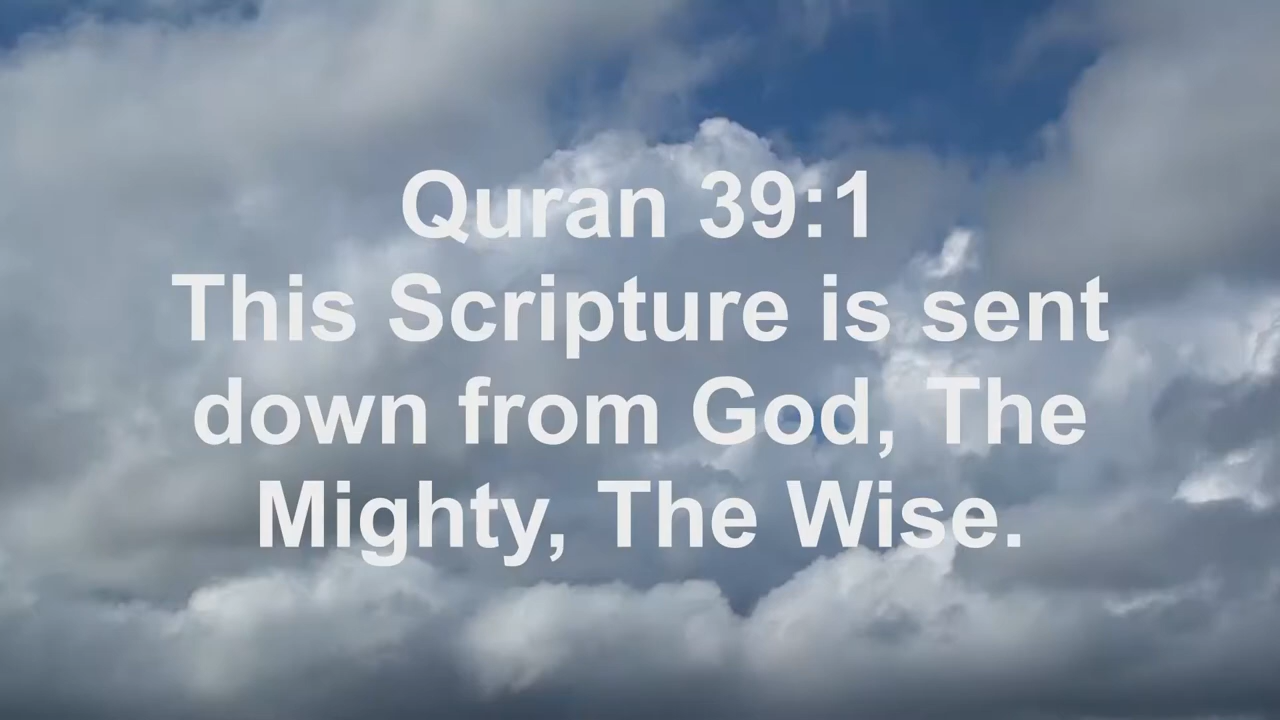 Quran 39:1
This Scripture is sent
down from God, The
Mighty, The Wise.